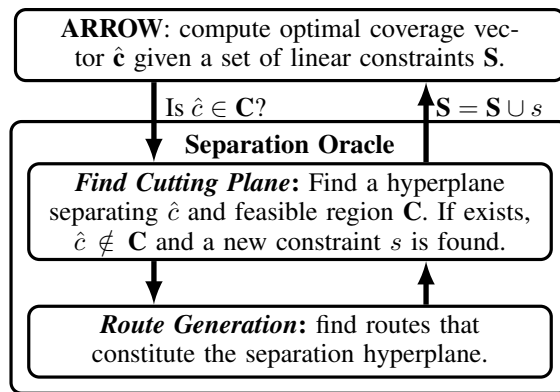 ARROW: compute optimal coverage vec-
tor ĉ given a set of linear constraints S.
Is ĉ ∈ C?
S = S ∪ s
Separation Oracle
Find Cutting Plane: Find a hyperplane
separating ĉ and feasible region C. If exists,
ĉ ∉ C and a new constraint s is found.
Route Generation: find routes that
constitute the separation hyperplane.